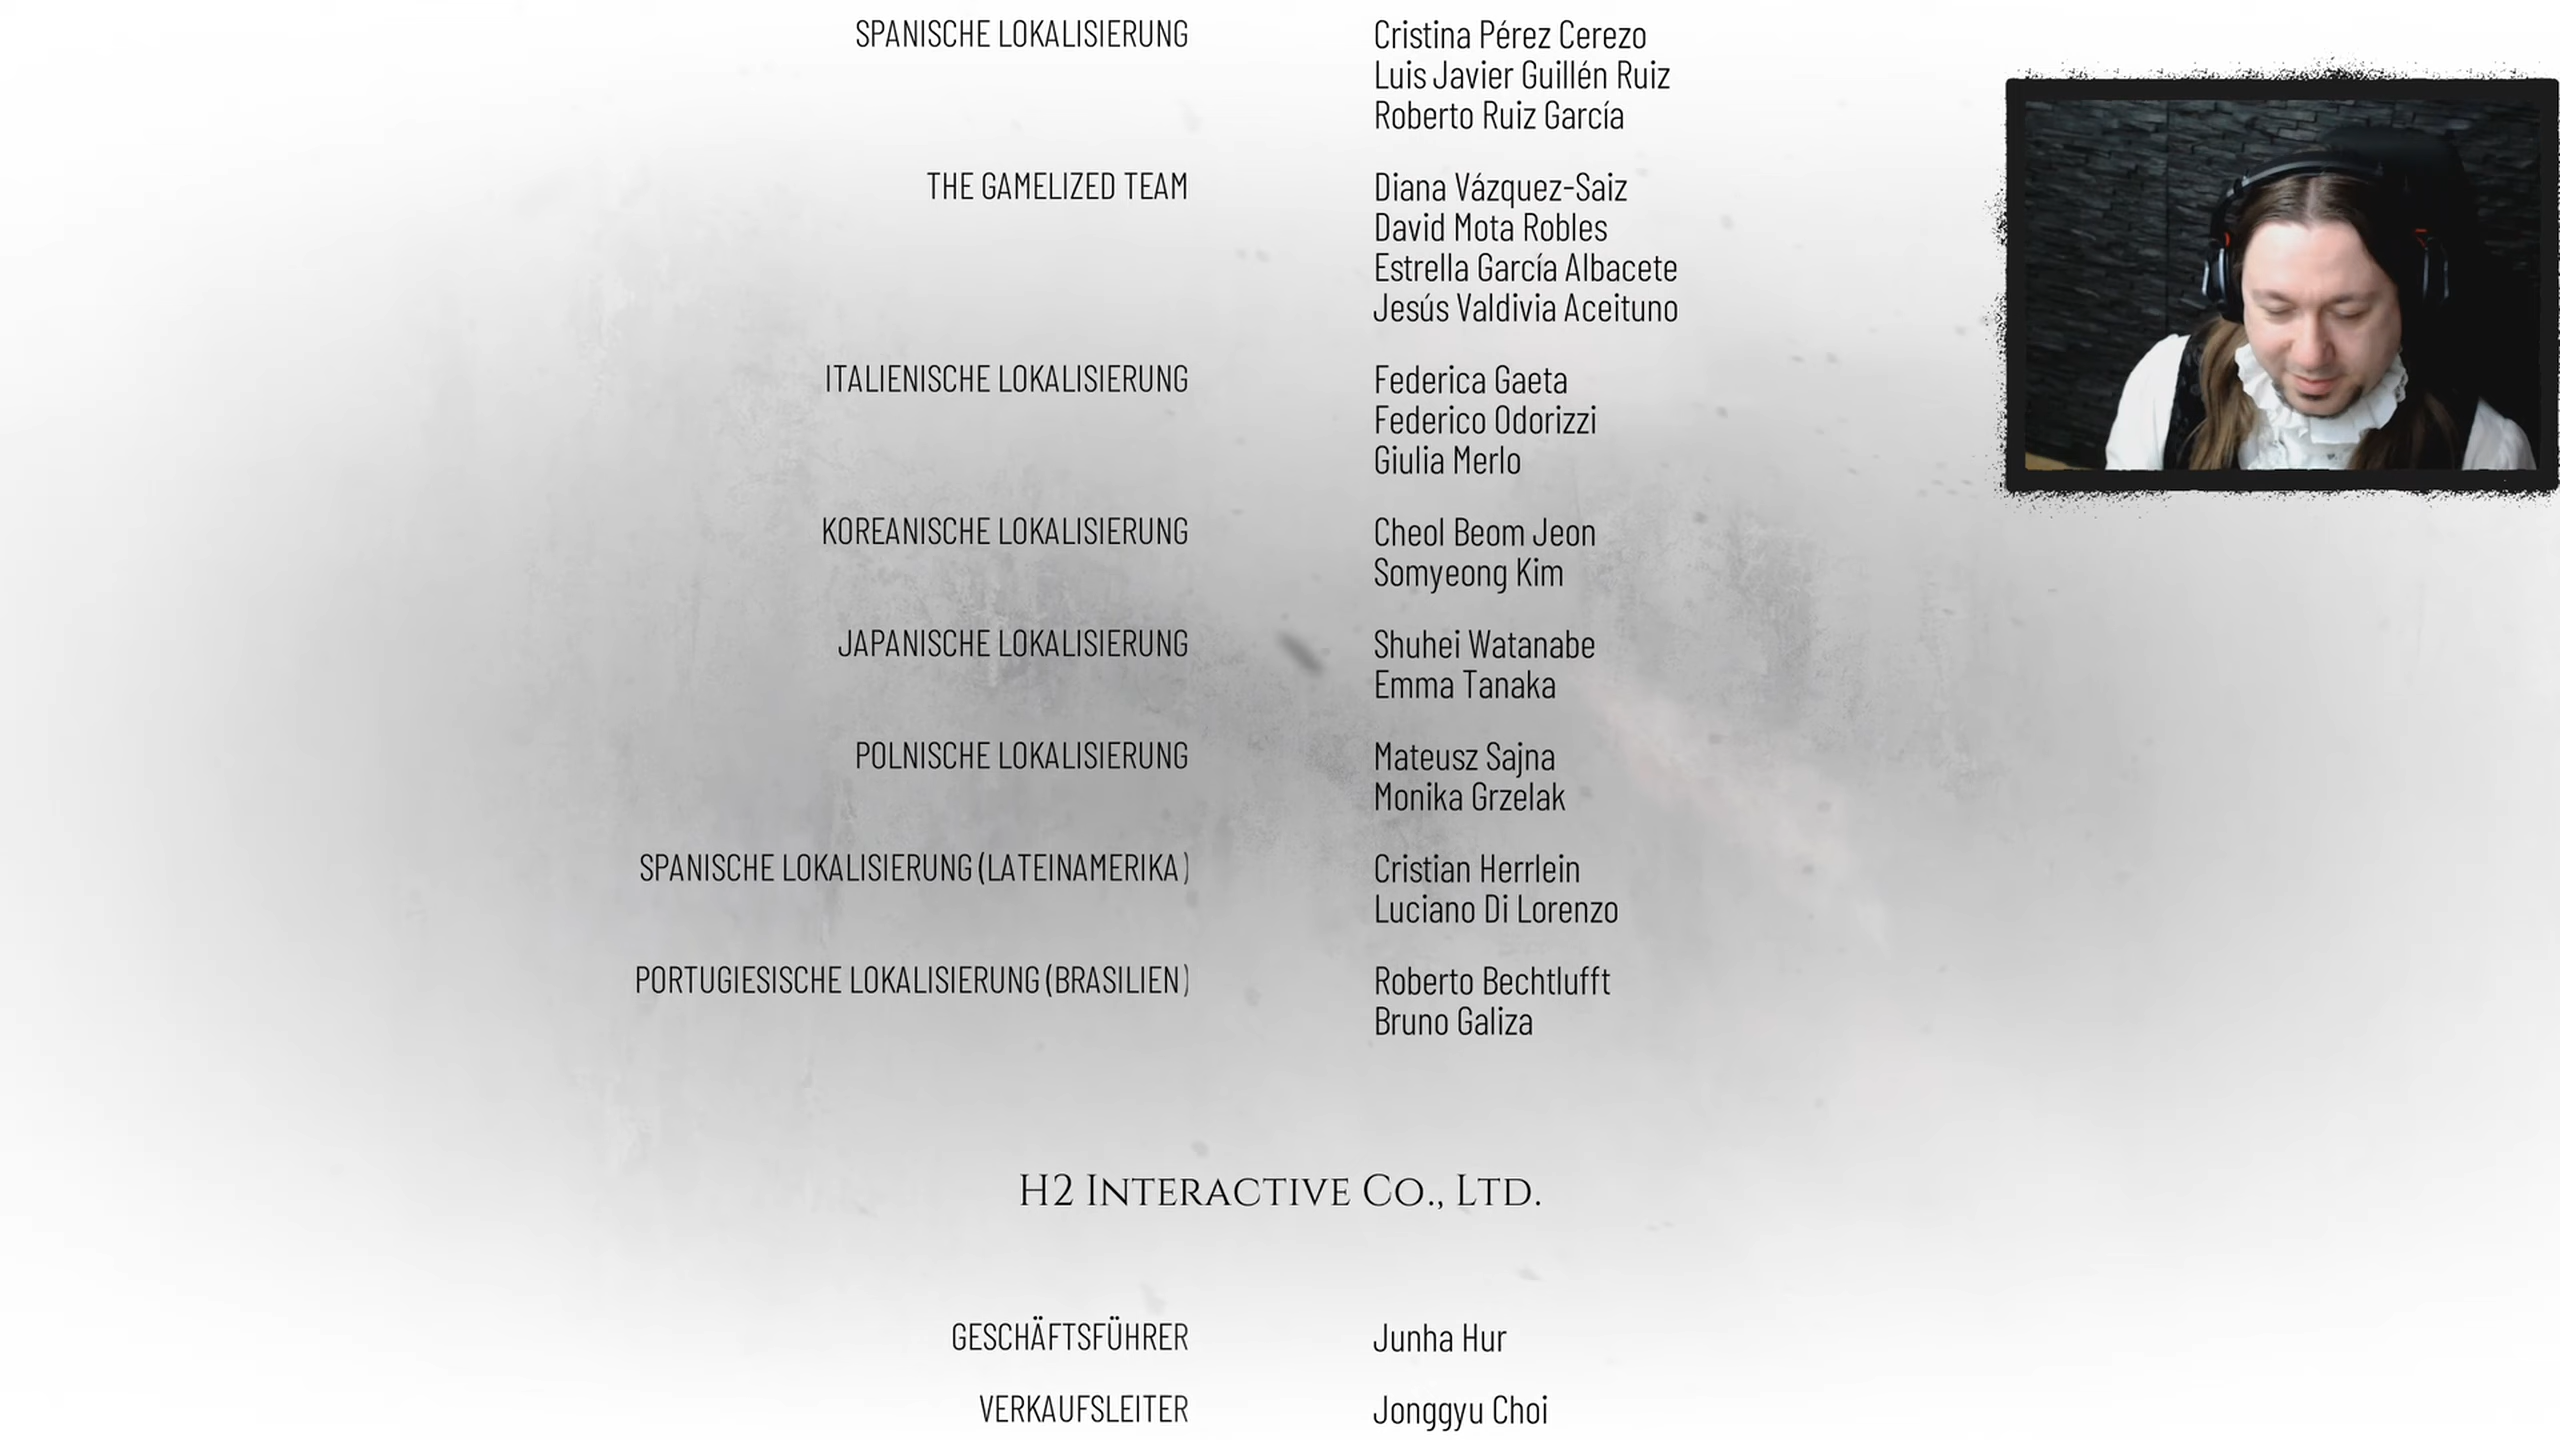 SPANISCHE LOKALISIERUNG Cristina Pérez Cerezo
Luis Javier Guillén Ruiz
Roberto Ruiz García
THE GAMELIZED TEAM Diana Vázquez-Saiz
David Mota Robles
Estrella García Albacete
Jesús Valdivia Aceituno
ITALIENISCHE LOKALISIERUNG Federica Gaeta
Federico Odorizzi
Giulia Merlo
KOREANISCHE LOKALISIERUNG Cheol Beom Jeon
Somyeong Kim
JAPANISCHE LOKALISIERUNG Shuhei Watanabe
Emma Tanaka
POLNISCHE LOKALISIERUNG Mateusz Sajna
Monika Grzelak
SPANISCHE LOKALISIERUNG (LATEINAMERIKA) Cristian Herrlein
Luciano Di Lorenzo
PORTUGIESISCHE LOKALISIERUNG (BRASILIEN) Roberto Bechtlufft
Bruno Galiza
H2 INTERACTIVE CO., LTD.
GESCHÄFTSFÜHRER Junha Hur
VERKAUFSLEITER Jonggyu Choi